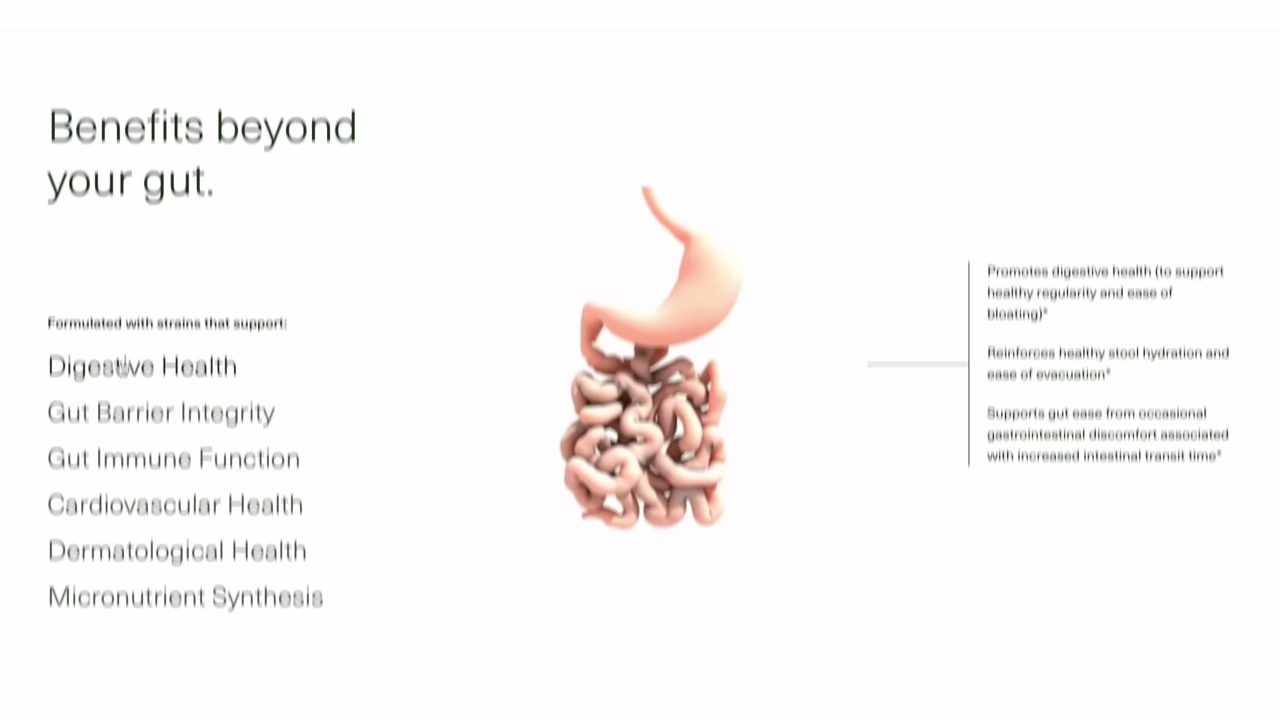 Benefits beyond
your gut.
Formulated with strains that support:
Digestive Health
Gut Barrier Integrity
Gut Immune Function
Cardiovascular Health
Dermatological Health
Micronutrient Synthesis
Promotes digestive health (to support
healthy regularity and ease of
bloating)*
Reinforces healthy stool hydration and
ease of evacuation*
Supports gut ease from occasional
gastrointestinal discomfort associated
with increased intestinal transit time*